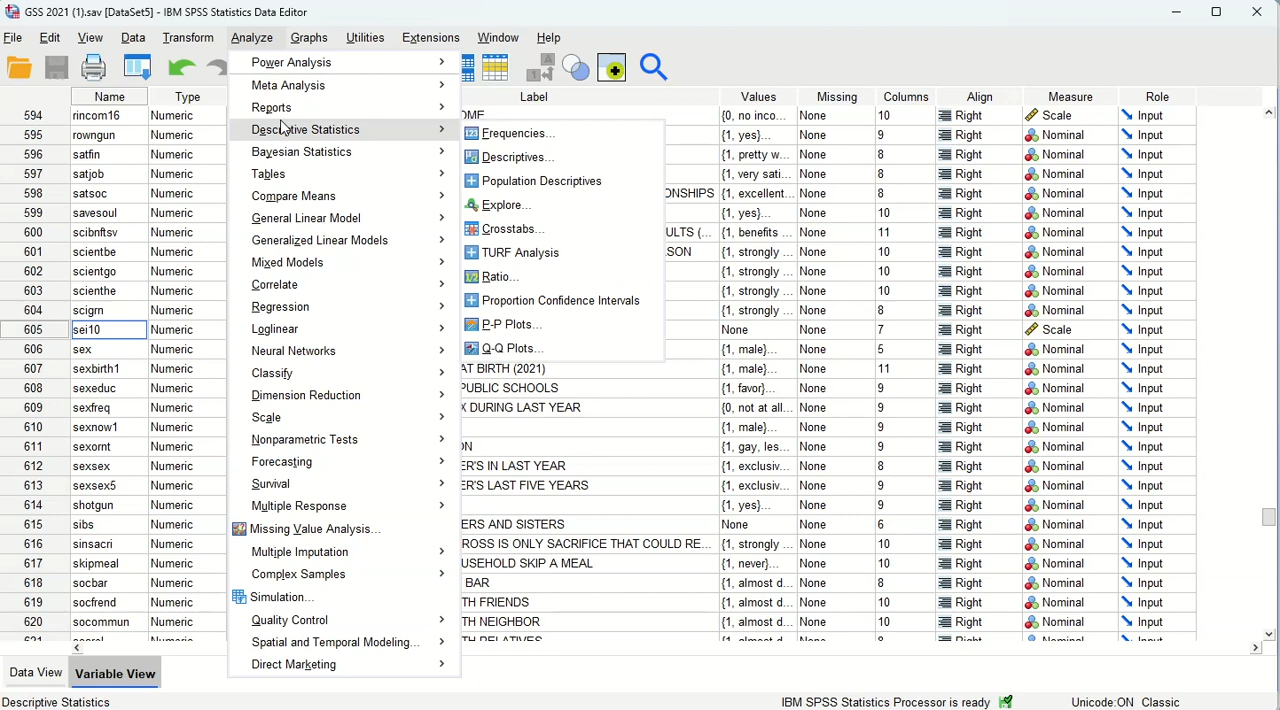 GSS 2021 (1).sav [DataSet5] - IBM SPSS Statistics Data Editor
File Edit View Data Transform Analyze Graphs Utilities Extensions Window Help
Name Type Label Values Missing Columns Align Measure Role
594 rincom16 Numeric OME {0, no inco... None 10 Right Scale Input
595 rowngun Numeric {1, yes}... None 9 Right Nominal Input
596 satfin Numeric {1, pretty w... None 8 Right Nominal Input
597 satjob Numeric {1, very sati... None 8 Right Nominal Input
598 satsoc Numeric ONSHIPS {1, excellent... None 8 Right Nominal Input
599 savesoul Numeric {1, yes}... None 10 Right Nominal Input
600 scibnftsv Numeric ULTS (... {1, benefits ... None 11 Right Nominal Input
601 scientbe Numeric SON {1, strongly ... None 10 Right Nominal Input
602 scientgo Numeric {1, strongly ... None 10 Right Nominal Input
603 scienthe Numeric {1, strongly ... None 10 Right Nominal Input
604 scigrn Numeric {1, strongly ... None 8 Right Nominal Input
605 sei10 Numeric None None 7 Right Scale Input
606 sex Numeric {1, male}... None 5 Right Nominal Input
607 sexbirth1 Numeric AT BIRTH (2021) {1, male}... None 11 Right Nominal Input
608 sexeduc Numeric PUBLIC SCHOOLS {1, favor}... None 9 Right Nominal Input
609 sexfreq Numeric X DURING LAST YEAR {0, not at all... None 9 Right Nominal Input
610 sexnow1 Numeric {1, male}... None 9 Right Nominal Input
611 sexornt Numeric ON {1, gay, les... None 9 Right Nominal Input
612 sexsex Numeric ER'S IN LAST YEAR {1, exclusiv... None 8 Right Nominal Input
613 sexsex5 Numeric ER'S LAST FIVE YEARS {1, exclusiv... None 9 Right Nominal Input
614 shotgun Numeric {1, yes}... None 9 Right Nominal Input
615 sibs Numeric ERS AND SISTERS None None 6 Right Nominal Input
616 sinsacri Numeric ROSS IS ONLY SACRIFICE THAT COULD RE... {1, strongly ... None 10 Right Nominal Input
617 skipmeal Numeric USEHOLD SKIP A MEAL {1, never}... None 10 Right Nominal Input
618 socbar Numeric BAR {1, almost d... None 8 Right Nominal Input
619 socfrend Numeric TH FRIENDS {1, almost d... None 10 Right Nominal Input
620 socommun Numeric TH NEIGHBOR {1, almost d... None 10 Right Nominal Input
621 socrel Numeric TH RELATIVES {1, almost d... None 8 Right Nominal Input
Power Analysis
Meta Analysis
Reports
Descriptive Statistics
Bayesian Statistics
Tables
Compare Means
General Linear Model
Generalized Linear Models
Mixed Models
Correlate
Regression
Loglinear
Neural Networks
Classify
Dimension Reduction
Scale
Nonparametric Tests
Forecasting
Survival
Multiple Response
Missing Value Analysis...
Multiple Imputation
Complex Samples
Simulation...
Quality Control
Spatial and Temporal Modeling...
Direct Marketing
Frequencies...
Descriptives...
Population Descriptives
Explore...
Crosstabs...
TURF Analysis
Ratio...
Proportion Confidence Intervals
P-P Plots...
Q-Q Plots...
Data View Variable View
Descriptive Statistics IBM SPSS Statistics Processor is ready Unicode:ON Classic